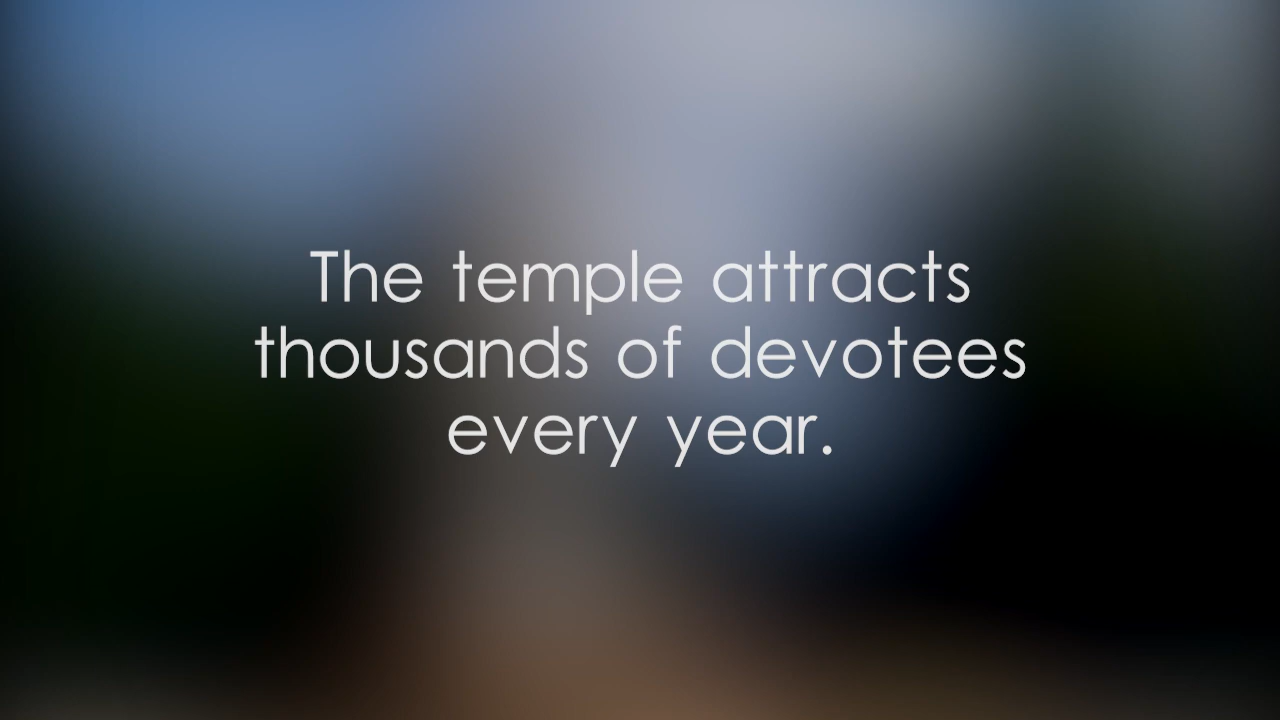 The temple attracts
thousands of devotees
every year.